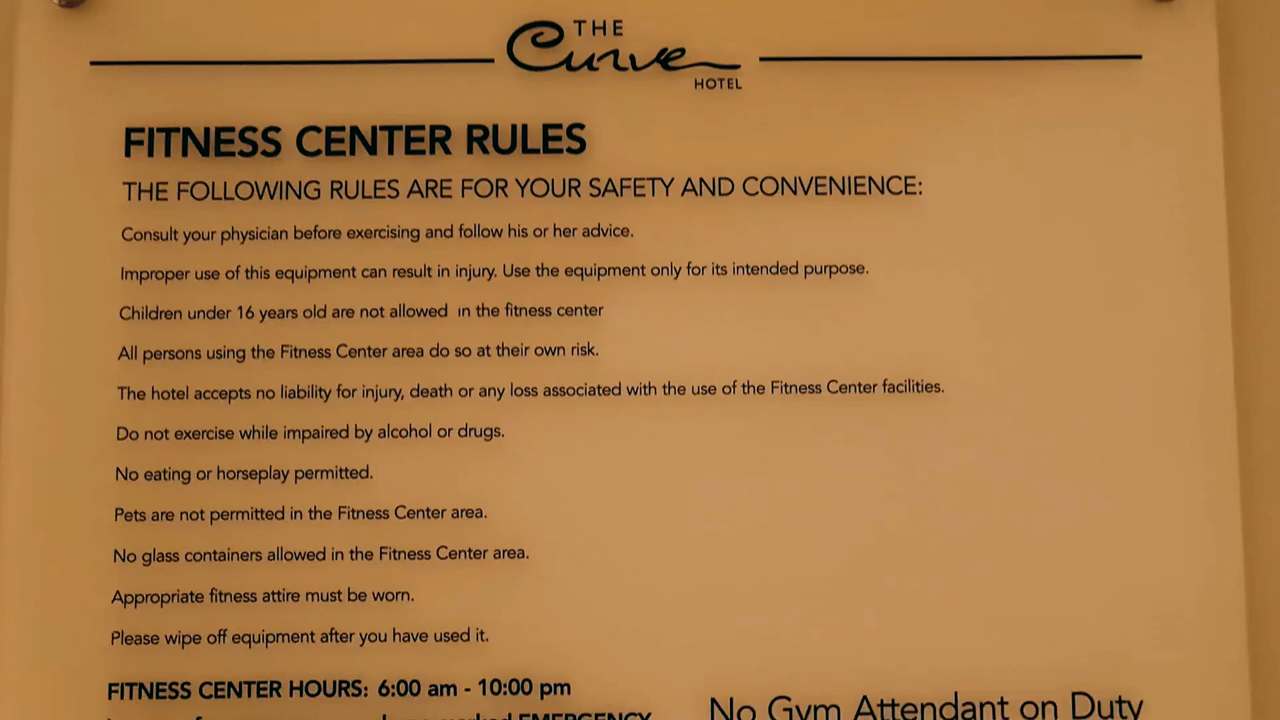 THE
Curve
HOTEL
FITNESS CENTER RULES
THE FOLLOWING RULES ARE FOR YOUR SAFETY AND CONVENIENCE:
Consult your physician before exercising and follow his or her advice.
Improper use of this equipment can result in injury. Use the equipment only for its intended purpose.
Children under 16 years old are not allowed in the fitness center
All persons using the Fitness Center area do so at their own risk.
The hotel accepts no liability for injury, death or any loss associated with the use of the Fitness Center facilities.
Do not exercise while impaired by alcohol or drugs.
No eating or horseplay permitted.
Pets are not permitted in the Fitness Center area.
No glass containers allowed in the Fitness Center area.
Appropriate fitness attire must be worn.
Please wipe off equipment after you have used it.
FITNESS CENTER HOURS: 6:00 am - 10:00 pm
No Gym Attendant on Duty
EMERGENCY